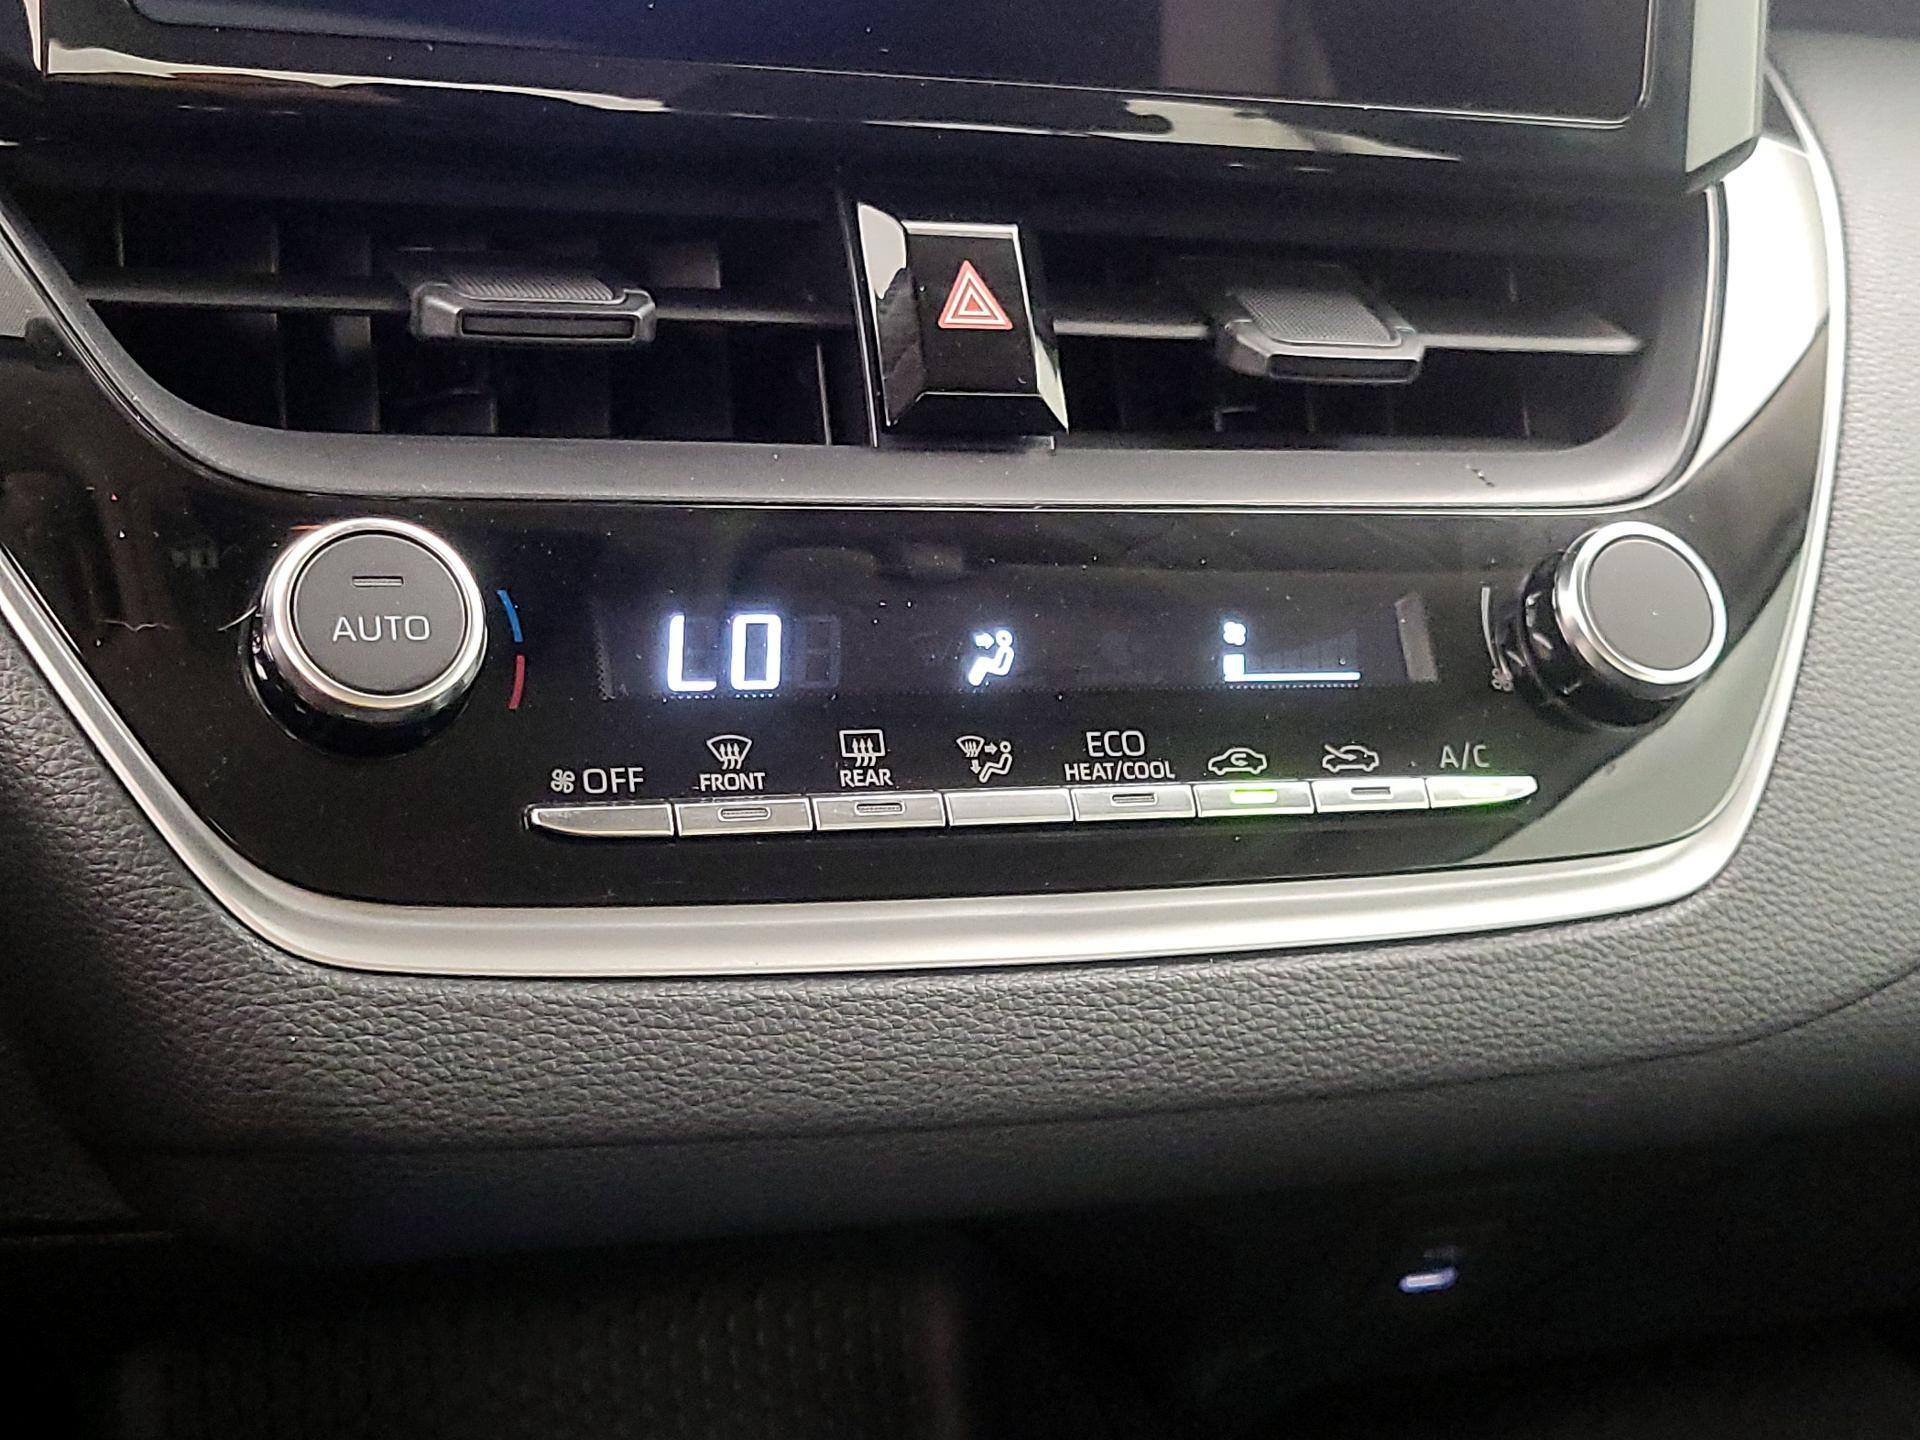 AUTO
LO
OFF
FRONT
REAR
ECO
HEAT/COOL
A/C